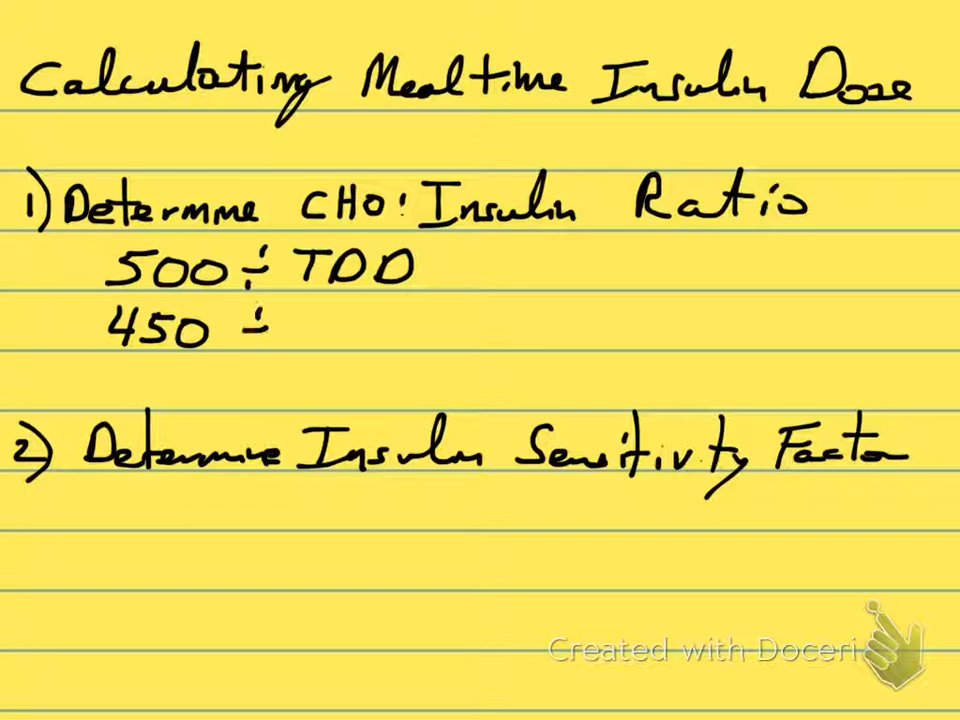 Calculating Mealtime Insulin Dose
1) Determine CHO: Insulin Ratio
500 ÷ TDD
450 ÷
2) Determine Insulin Sensitivity Factor
Created with Doceri